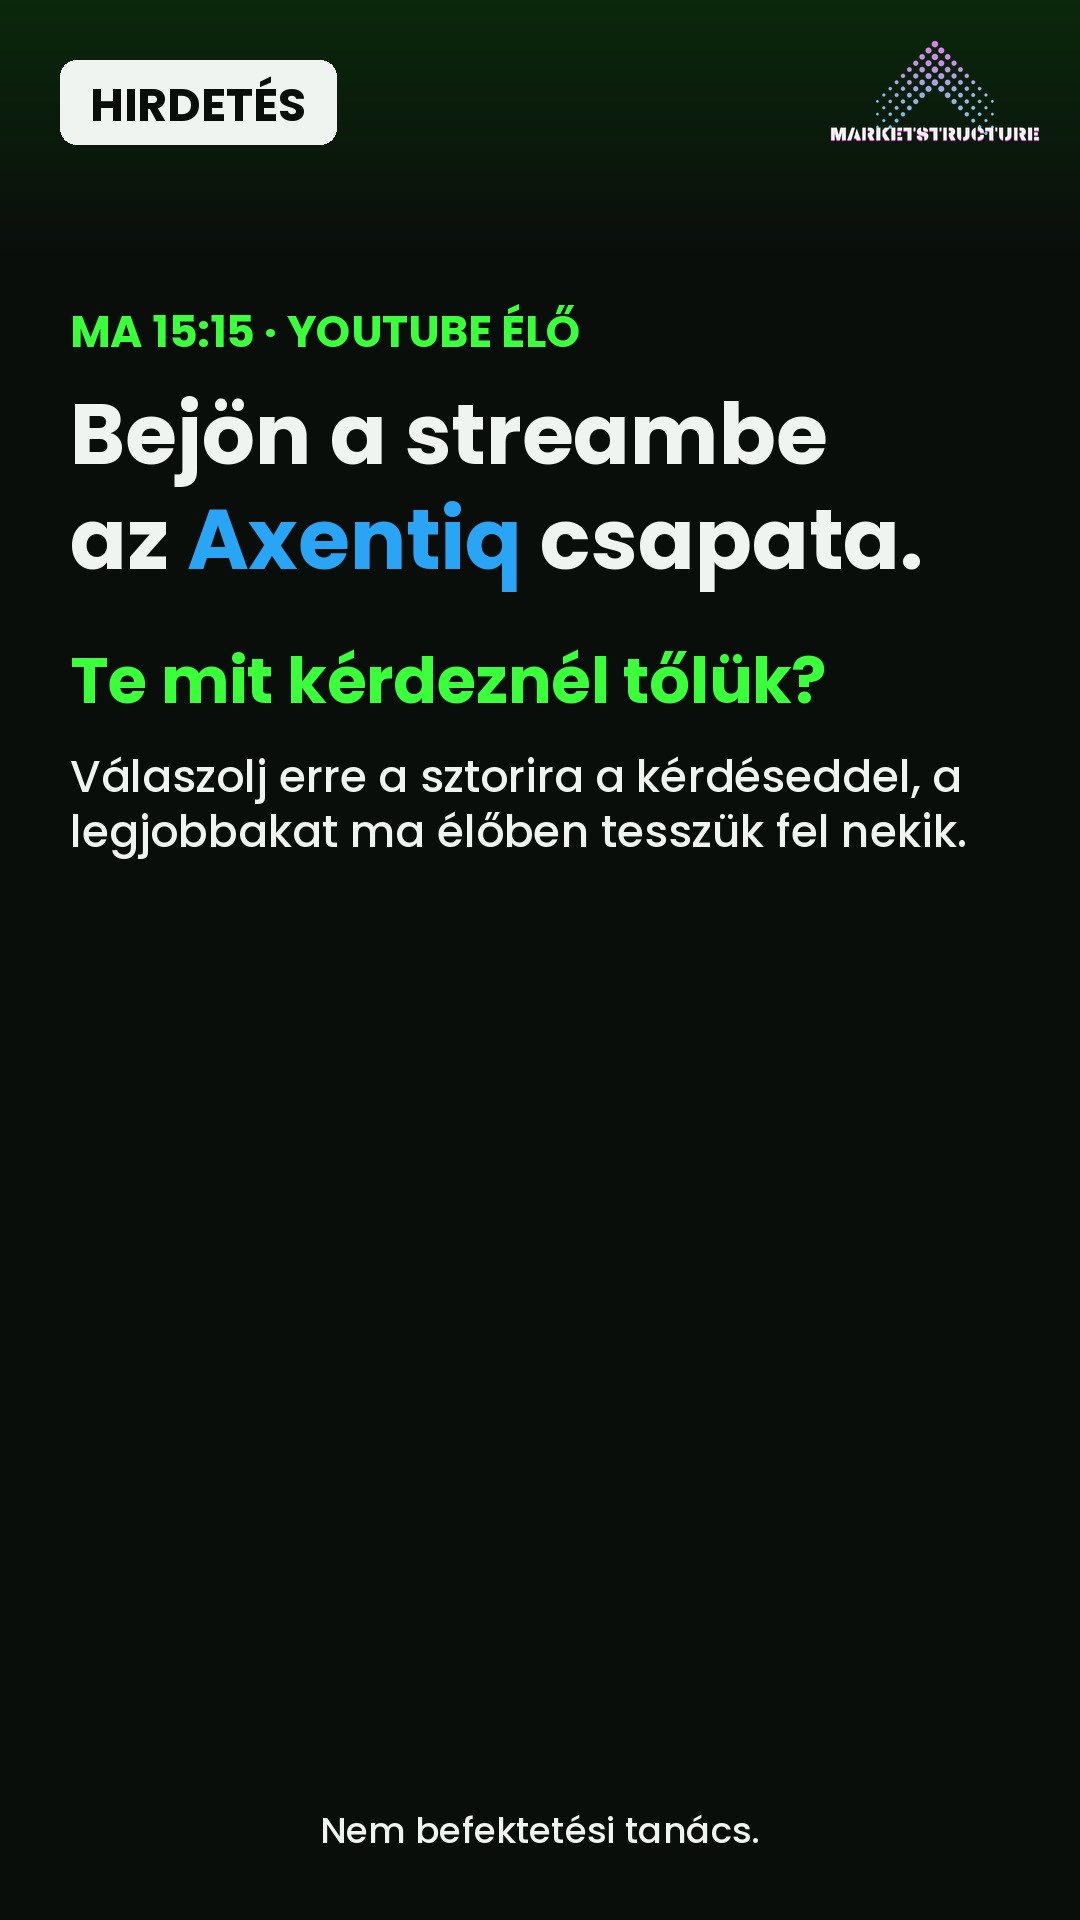 HIRDETÉS
MARKETSTRUCTURE
MA 15:15 · YOUTUBE ÉLŐ
Bejön a streambe
az Axentiq csapata.
Te mit kérdeznél tőlük?
Válaszolj erre a sztorira a kérdéseddel, a
legjobbakat ma élőben tesszük fel nekik.
Nem befektetési tanács.